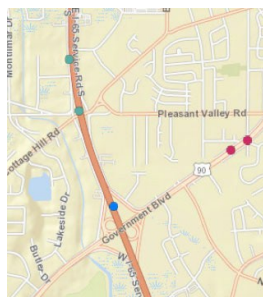 Montlimar Dr
E I-65 Service Rd S
S
E
Pleasant Valley Rd
Cottage Hill Rd
90
Lakeside Dr
Government Blvd
Butler Dr
W I-65 Ser